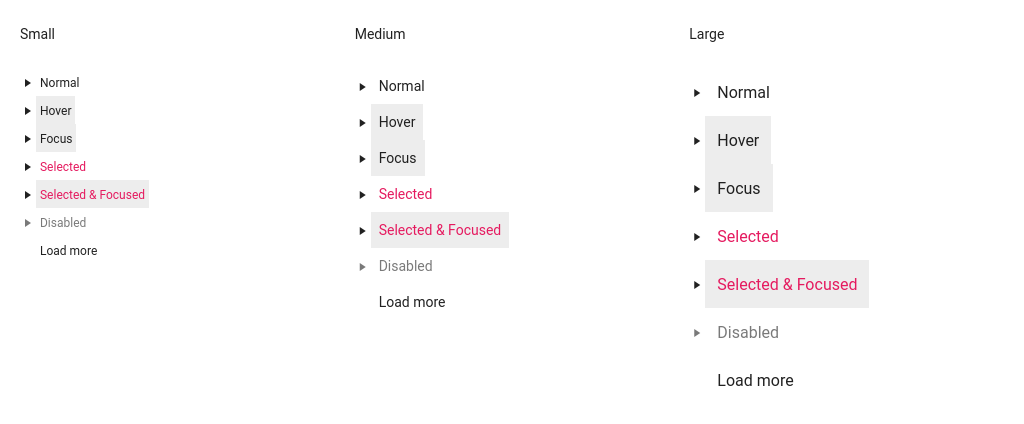 Small
Normal
Hover
Focus
Selected
Selected & Focused
Disabled
Load more
Medium
Normal
Hover
Focus
Selected
Selected & Focused
Disabled
Load more
Large
Normal
Hover
Focus
Selected
Selected & Focused
Disabled
Load more